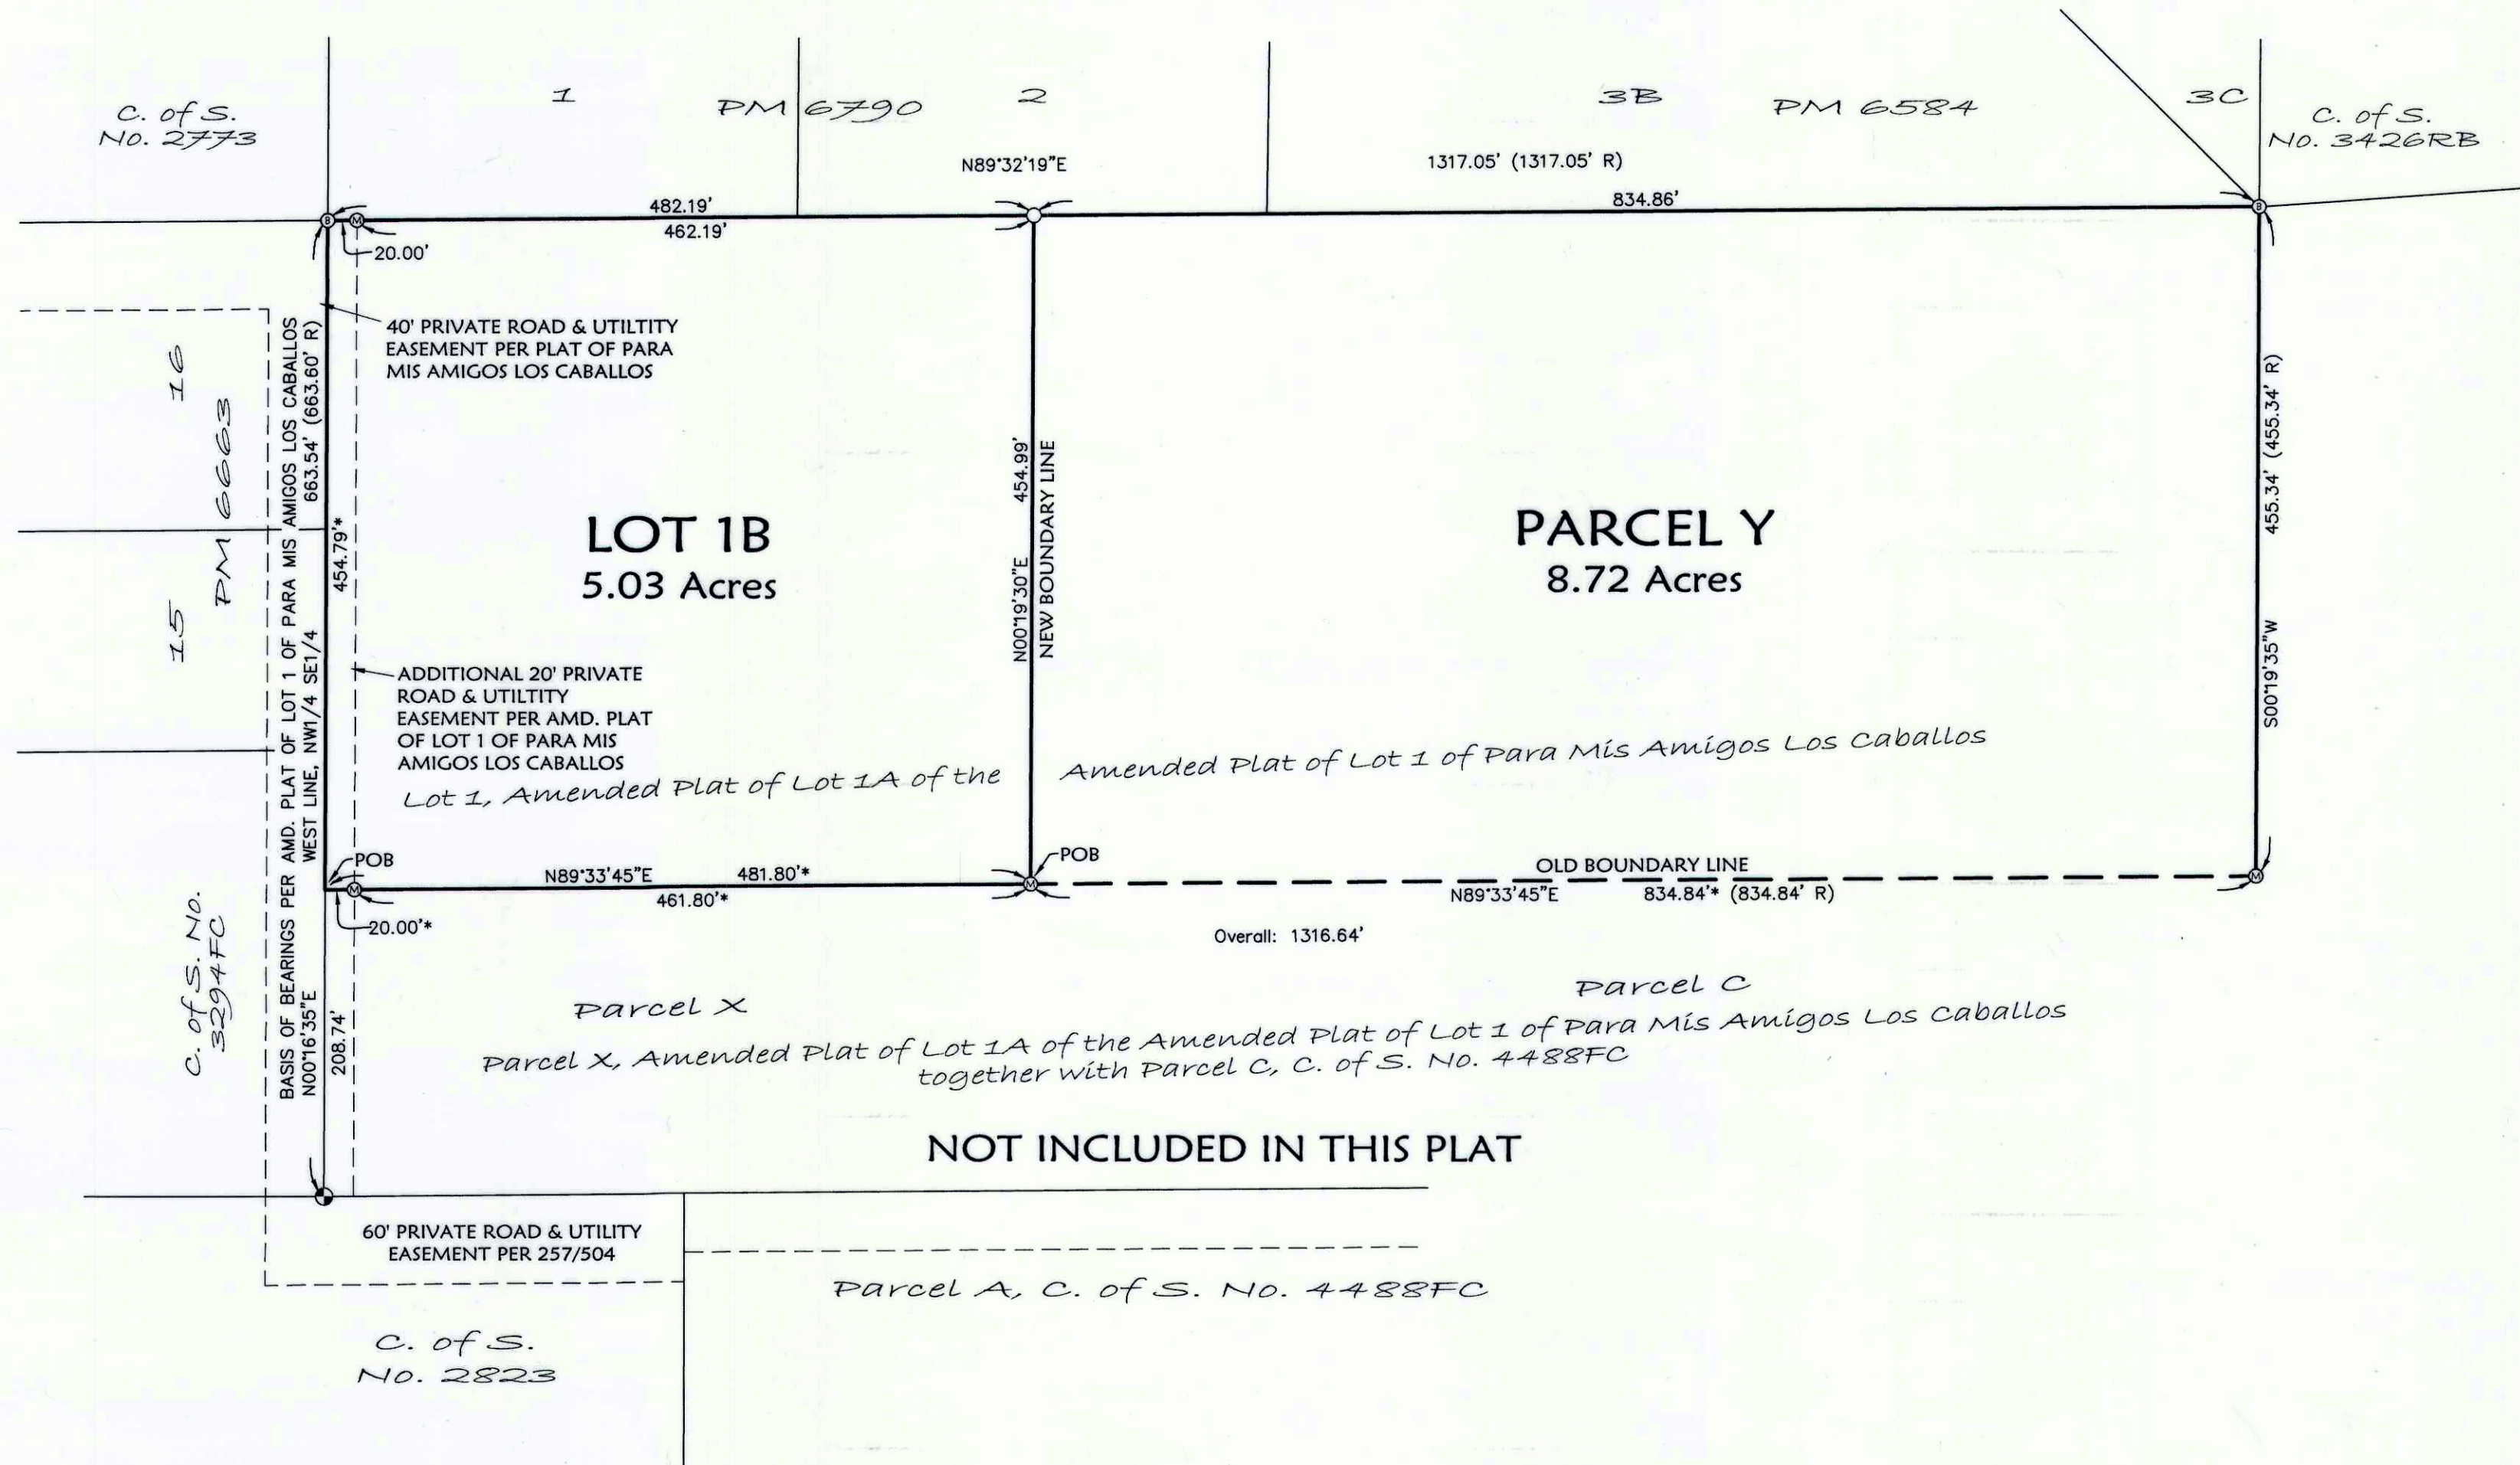 C. of S.
No. 2773
1
PM 6790
2
3B
PM 6584
3C
C. of S.
No. 3426RB
N89°32'19"E
1317.05' (1317.05' R)
482.19'
834.86'
462.19'
20.00'
B
M
B
40' PRIVATE ROAD & UTILTITY
EASEMENT PER PLAT OF PARA
MIS AMIGOS LOS CABALLOS
16
PM 6663
15
BASIS OF BEARINGS PER AMD. PLAT OF LOT 1 OF PARA MIS AMIGOS LOS CABALLOS
N00°16'35"E WEST LINE, NW1/4 SE1/4 663.54' (663.60' R)
454.79'*
LOT 1B
5.03 Acres
N00°19'30"E 454.99'
NEW BOUNDARY LINE
PARCEL Y
8.72 Acres
455.34' (455.34' R)
S00°19'35"W
ADDITIONAL 20' PRIVATE
ROAD & UTILTITY
EASEMENT PER AMD. PLAT
OF LOT 1 OF PARA MIS
AMIGOS LOS CABALLOS
Lot 1, Amended Plat of Lot 1A of the Amended Plat of Lot 1 of Para Mis Amigos Los Caballos
POB
N89°33'45"E 481.80'*
M
461.80'*
20.00'*
POB
M
OLD BOUNDARY LINE
N89°33'45"E 834.84'* (834.84' R)
M
Overall: 1316.64'
C. of S. No.
3294FC
208.74'
Parcel X
Parcel C
Parcel X, Amended Plat of Lot 1A of the Amended Plat of Lot 1 of Para Mis Amigos Los Caballos
together with Parcel C, C. of S. No. 4488FC
NOT INCLUDED IN THIS PLAT
60' PRIVATE ROAD & UTILITY
EASEMENT PER 257/504
Parcel A, C. of S. No. 4488FC
C. of S.
No. 2823